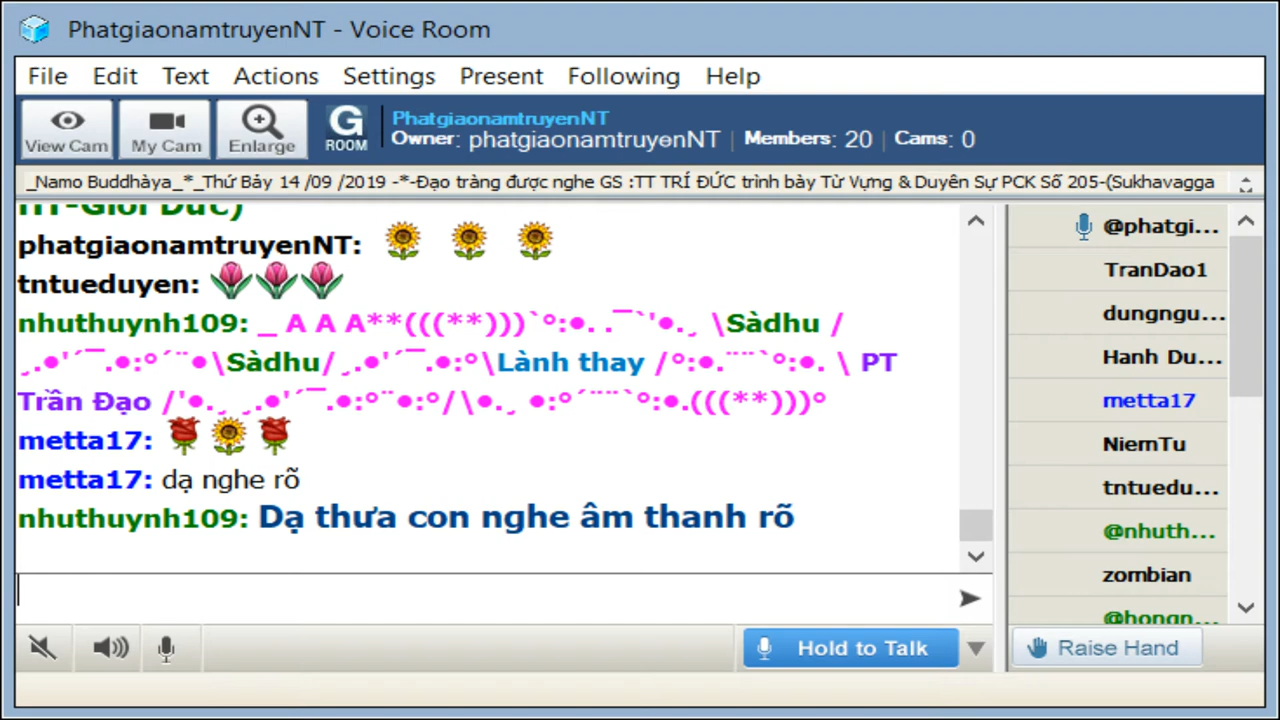 PhatgiaonamtruyenNT - Voice Room
File Edit Text Actions Settings Present Following Help
View Cam My Cam Enlarge G ROOM
PhatgiaonamtruyenNT
Owner: phatgiaonamtruyenNT | Members: 20 | Cams: 0
_Namo Buddhàya_*_Thứ Bảy 14 /09 /2019 -*-Đạo tràng được nghe GS :TT TRÍ ĐỨC trình bày Từ Vựng & Duyên Sự PCK Số 205-(Sukhavagga
phatgiaonamtruyenNT:
tntueduyen:
nhuthuynh109: _ A A A**(((**)))`°:●. .¯`'●.¸ \Sàdhu /
¸.●'´¯.●:°´¨●\Sàdhu/¸.●'´¯.●:°\Lành thay /°:●.¨¨`°:●. \ PT
Trần Đạo /'●.¸ ¸.●'´¯.●:°¨●:°/\●.¸ ●:°´¨¨`°:●.(((**)))°
metta17:
metta17: dạ nghe rõ
nhuthuynh109: Dạ thưa con nghe âm thanh rõ
@phatgi...
TranDao1
dungngu...
Hanh Du...
metta17
NiemTu
tntuedu...
@nhuth...
zombian
@hongn...
Hold to Talk
Raise Hand